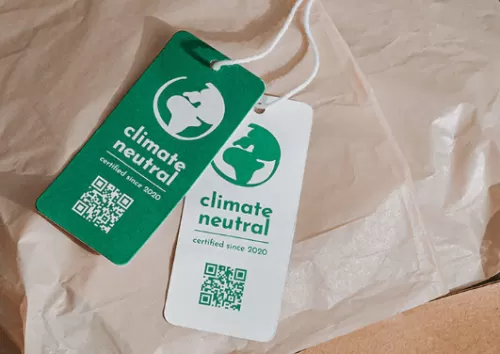 climate
neutral
certified since 2020
climate
neutral
certified since 2020